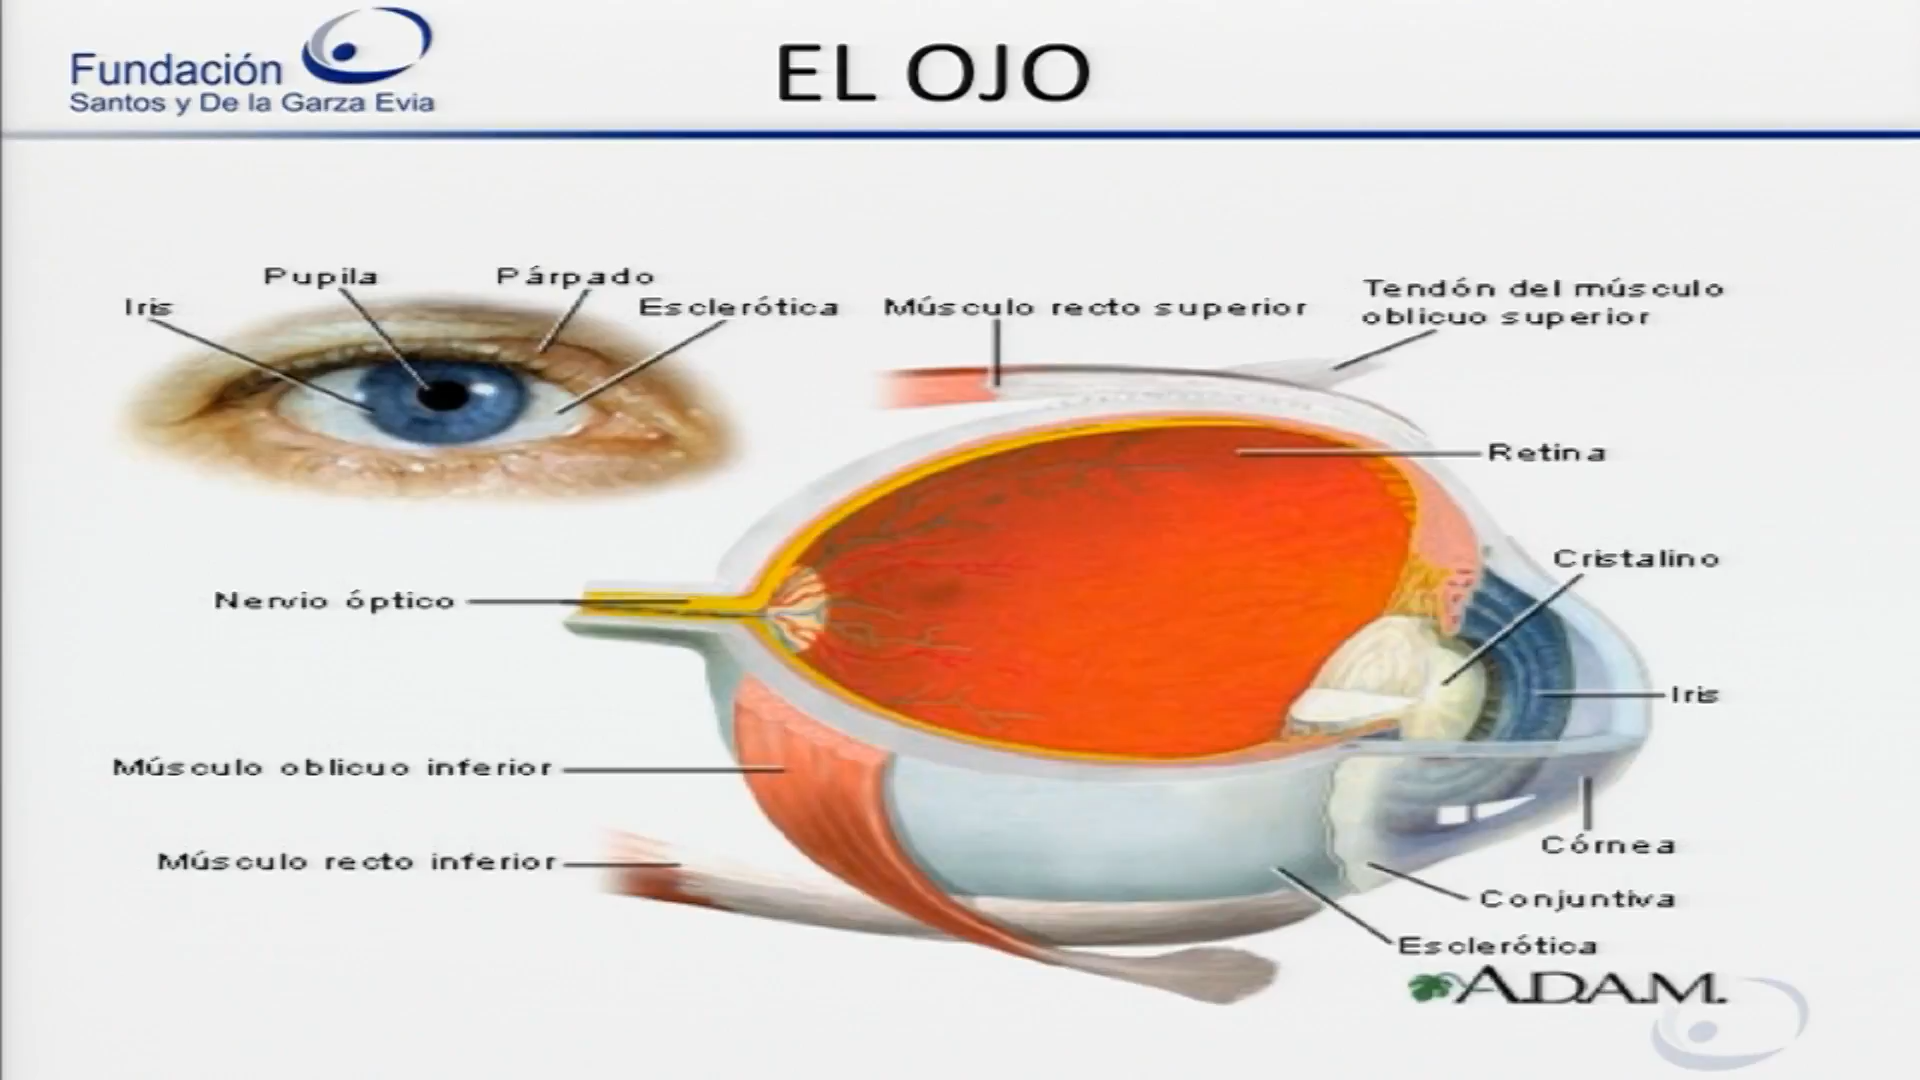 Fundación
Santos y De la Garza Evia
EL OJO
Pupila
Párpado
Iris
Esclerótica
Músculo recto superior
Tendón del músculo
oblicuo superior
Retina
Cristalino
Nervio óptico
Iris
Músculo oblicuo inferior
Córnea
Músculo recto inferior
Conjuntiva
Esclerótica
A.D.A.M.